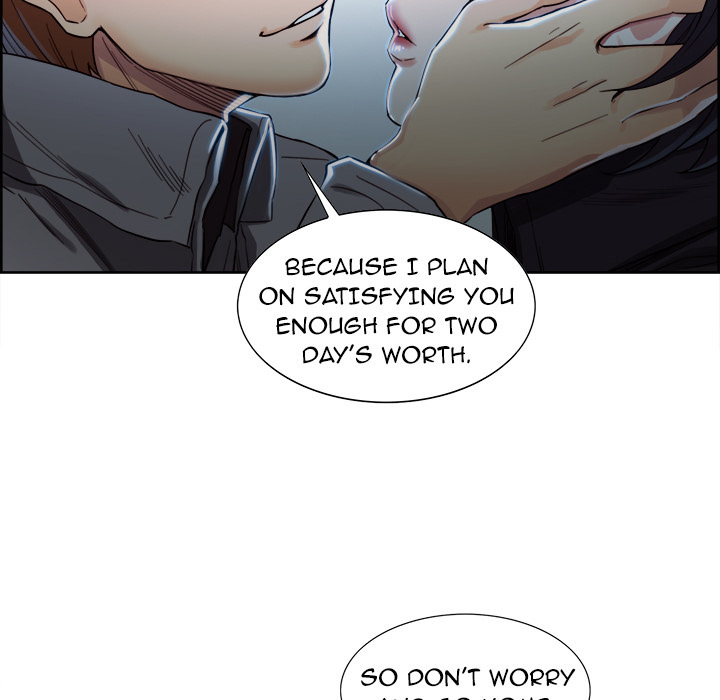 BECAUSE I PLAN
ON SATISFYING YOU
ENOUGH FOR TWO
DAY'S WORTH.
SO DON'T WORRY